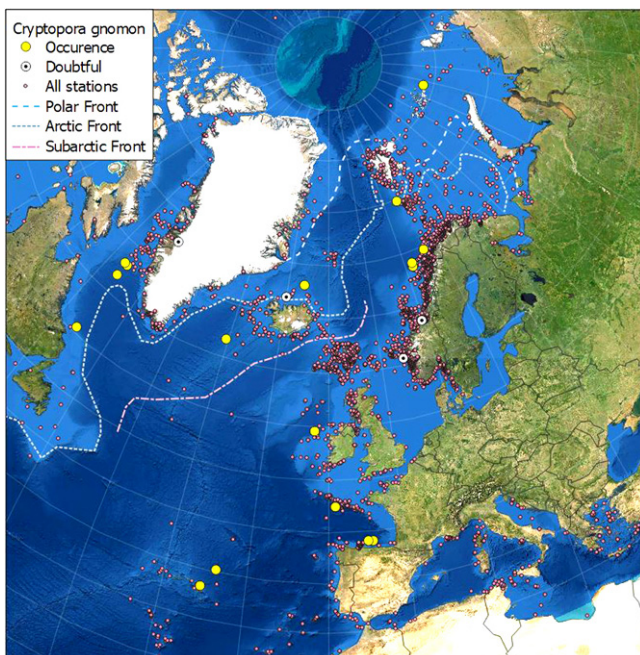 Cryptopora gnomon
Occurence
Doubtful
All stations
Polar Front
Arctic Front
Subarctic Front